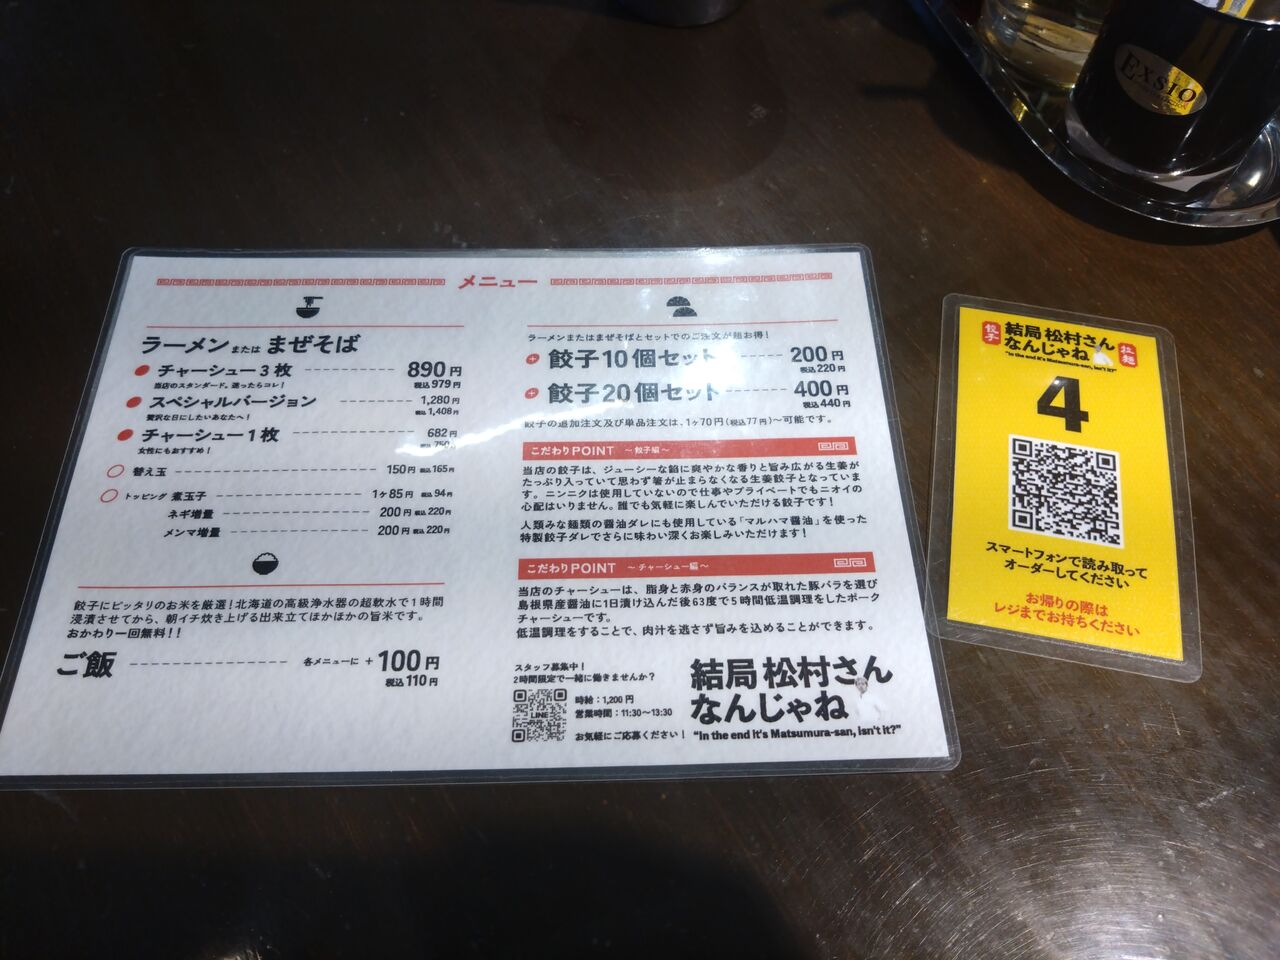 メニュー
ラーメン または まぜそば
チャーシュー3枚 890円
当店のスタンダード。迷ったらコレ! 税込979円
スペシャルバージョン 1,280円
贅沢な日にしたいあなたへ! 税込1,408円
チャーシュー1枚 682円
女性にもおすすめ! 税込750円
替え玉 150円 税込165円
トッピング 煮玉子 1ヶ85円 税込94円
ネギ増量 200円 税込220円
メンマ増量 200円 税込220円
餃子にピッタリのお米を厳選!北海道の高級浄水器の超軟水で1時間
浸漬させてから、朝イチ炊き上げる出来立てほかほかの旨米です。
おかわり一回無料!!
ご飯 各メニューに +100円
税込110円
ラーメンまたはまぜそばとセットでのご注文が超お得!
+ 餃子10個セット 200円
税込220円
+ 餃子20個セット 400円
税込440円
餃子の追加注文及び単品注文は、1ヶ70円(税込77円)〜可能です。
こだわりPOINT 〜餃子編〜
当店の餃子は、ジューシーな餡に爽やかな香りと旨み広がる生姜が
たっぷり入っていて思わず箸が止まらなくなる生姜餃子となっていま
す。ニンニクは使用していないので仕事やプライベートでもニオイの
心配はいりません。誰でも気軽に楽しんでいただける餃子です!
人類みな麺類の醤油ダレにも使用している「マルハマ醤油」を使った
特製餃子ダレでさらに味わい深くお楽しみいただけます!
こだわりPOINT 〜チャーシュー編〜
当店のチャーシューは、脂身と赤身のバランスが取れた豚バラを選び
島根県産醤油に1日漬け込んだ後63度で5時間低温調理をしたポーク
チャーシューです。
低温調理をすることで、肉汁を逃さず旨みを込めることができます。
スタッフ募集中!
2時間限定で一緒に働きませんか?
LINE
時給:1,200円
営業時間:11:30〜13:30
お気軽にご応募ください!
結局 松村さん
なんじゃね
"In the end it's Matsumura-san, isn't it?"
EXSIO
餃子
結局 松村さん
なんじゃね
拉麺
"In the end it's Matsumura-san, isn't it?"
4
スマートフォンで読み取って
オーダーしてください
お帰りの際は
レジまでお持ちください